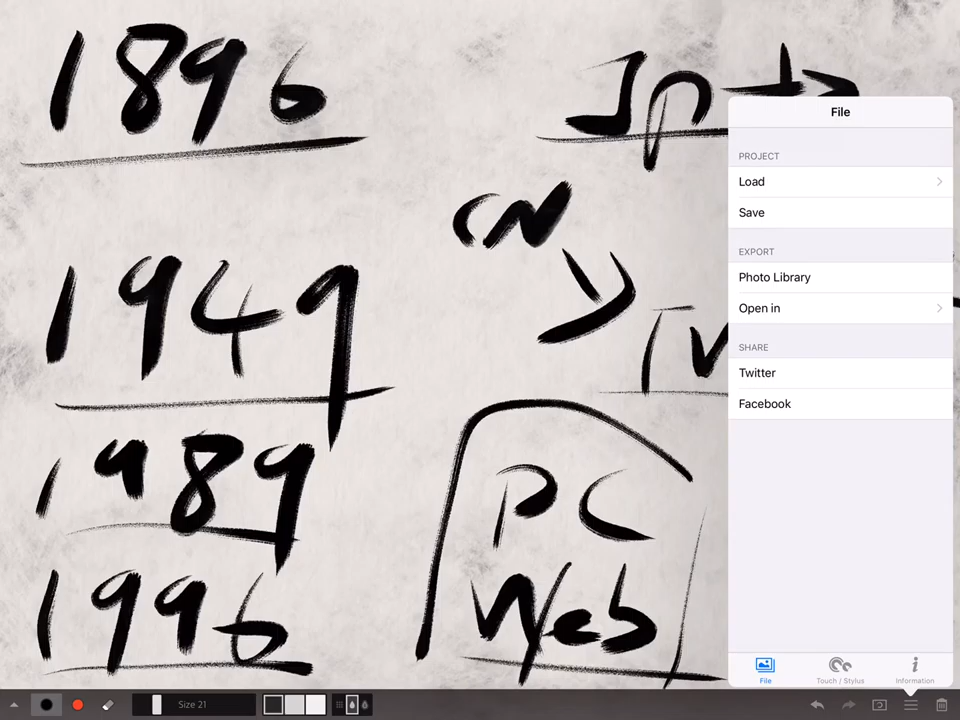 1896
1949
CN
TV
1989
PC
1996
Web
File
PROJECT
Load
Save
EXPORT
Photo Library
Open in
SHARE
Twitter
Facebook
File
Touch / Stylus
Information
Size 21